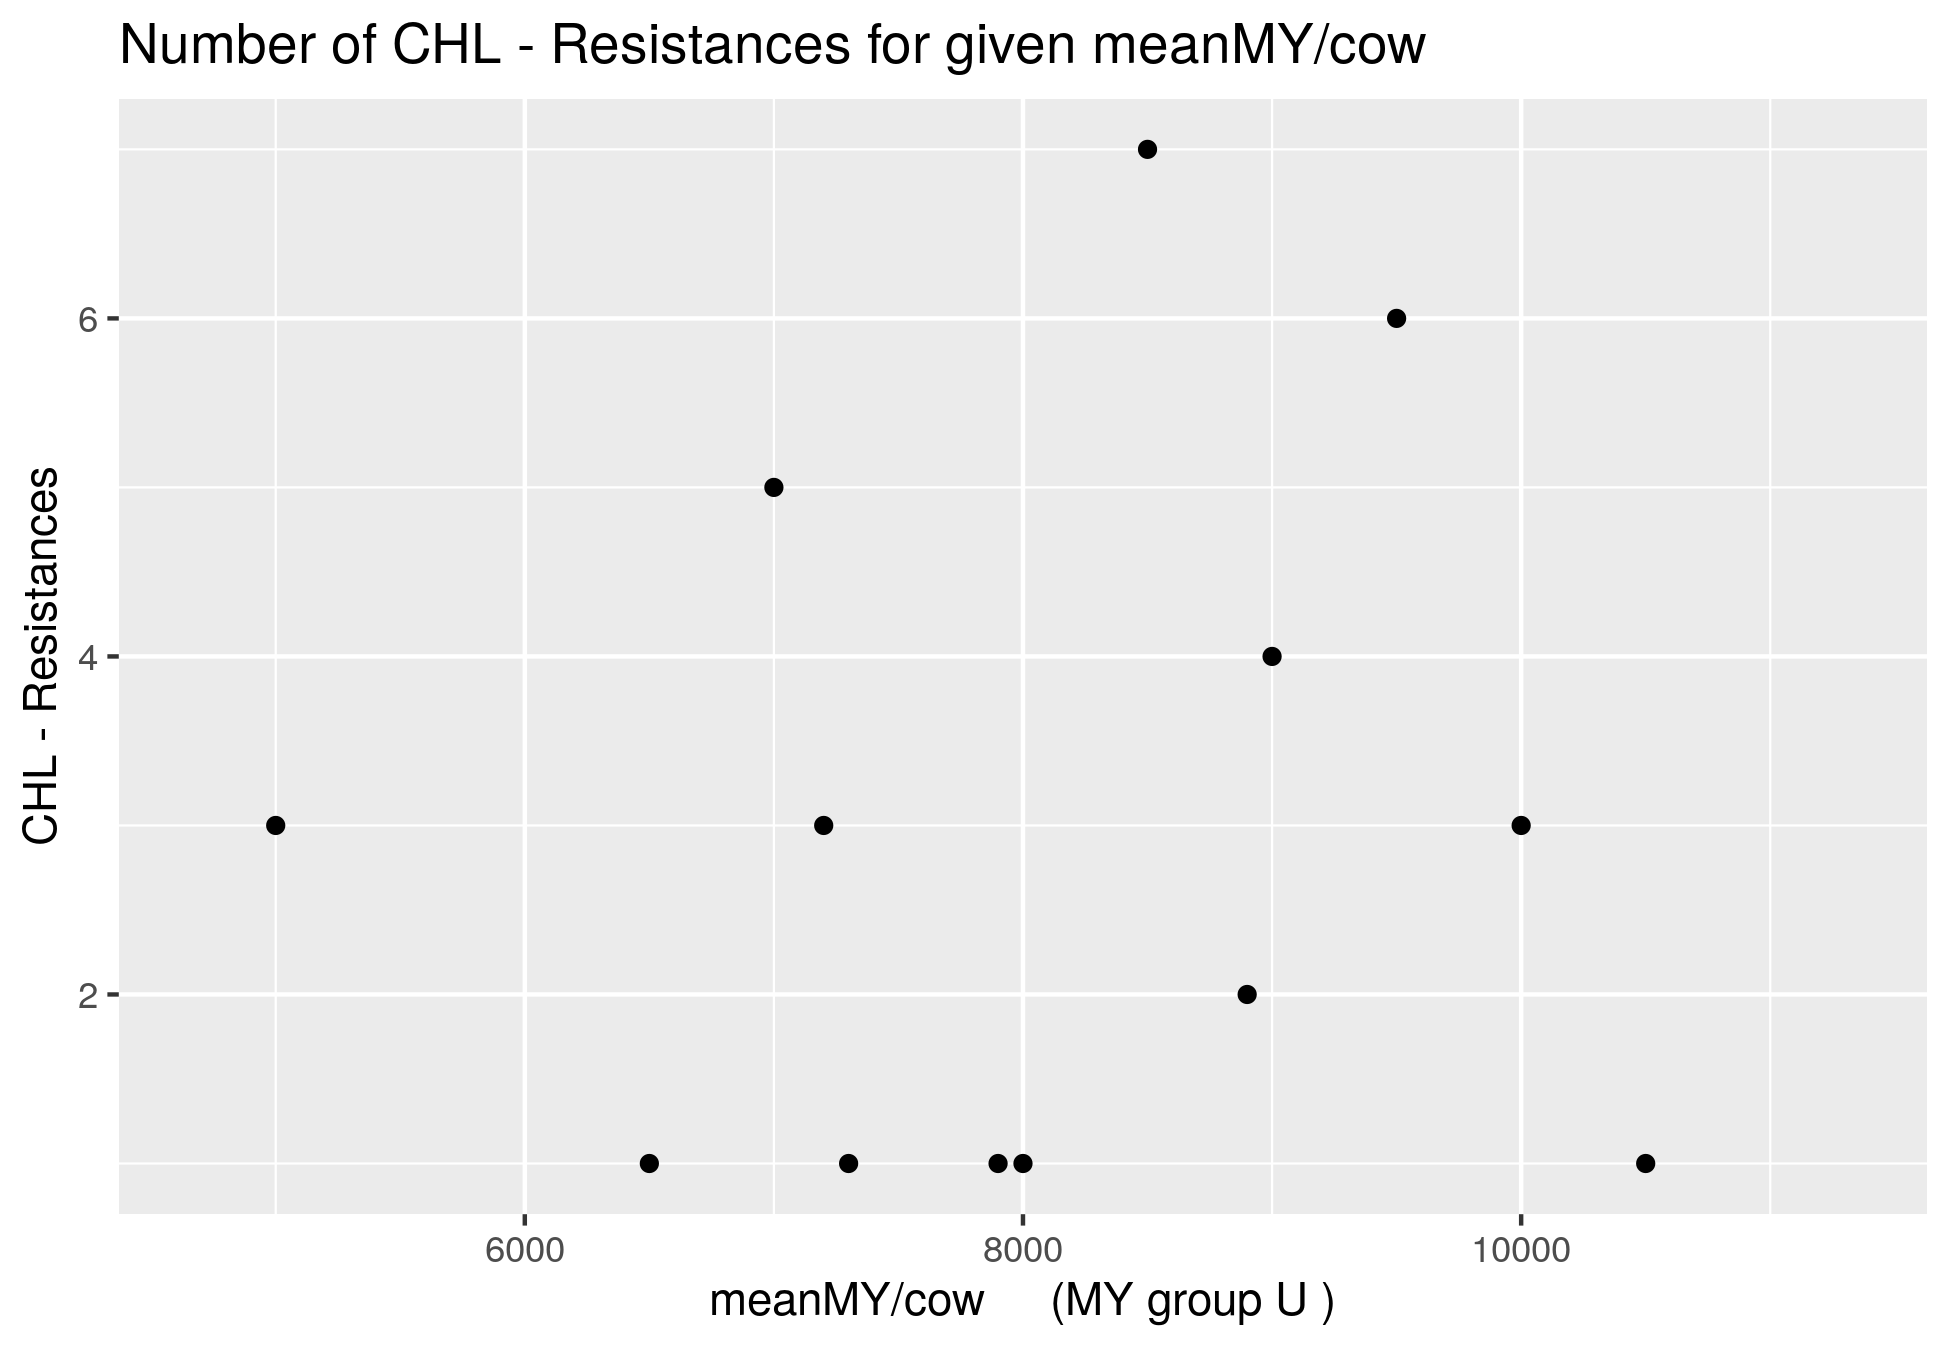 Number of CHL - Resistances for given meanMY/cow
CHL - Resistances
6
4
2
6000 8000 10000
meanMY/cow (MY group U )